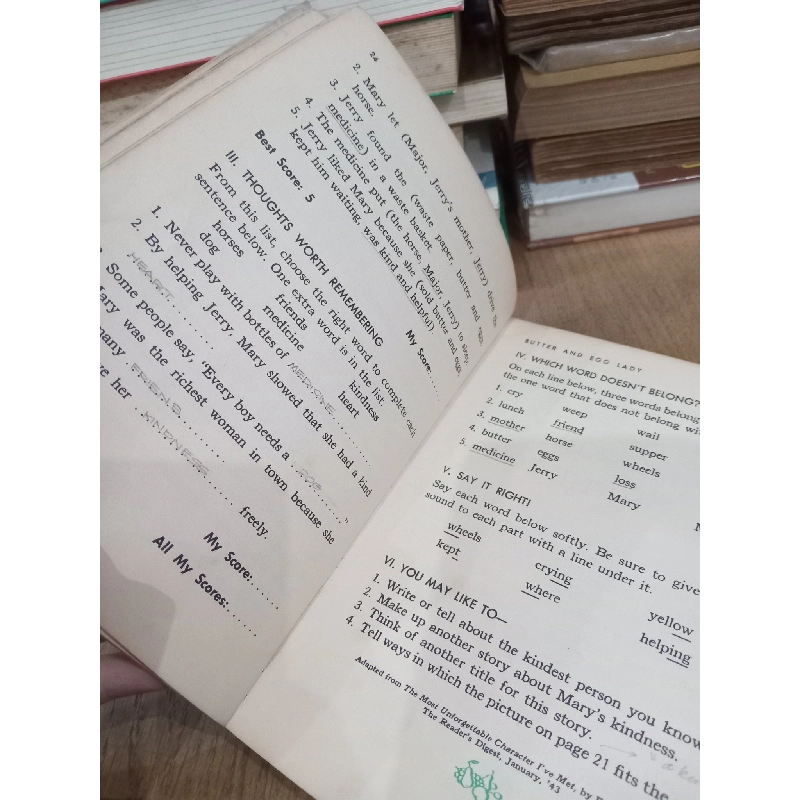 24
2. Mary let (Major, Jerry's mother, Jerry) drive the
horse.
3. Jerry found the (waste paper, butter and eggs,
medicine) in a waste basket.
4. The medicine put (the horse, Major, Jerry) to sleep.
5. Jerry liked Mary because she (sold butter and eggs,
kept him waiting, was kind and helpful).
Best Score: 5
My Score:......
III. THOUGHTS WORTH REMEMBERING
From this list, choose the right word to complete each
sentence below. One extra word is in the list.
horses friends kindness
dog medicine heart
1. Never play with bottles of MEDICINE
2. By helping Jerry, Mary showed that she had a kind
HEART
Some people say, "Every boy needs a DOG ......"
Mary was the richest woman in town because she
many FRIENDS
her KINDNESS ...... freely.
My Score:......
All My Scores:......
BUTTER AND EGG LADY
IV. WHICH WORD DOESN'T BELONG?
On each line below, three words belong
the one word that does not belong
1. cry weep wail
2. lunch friend supper
3. mother horse wheels
4. butter eggs loss
5. medicine Jerry Mary
V. SAY IT RIGHT!
Say each word below softly. Be sure to give
sound to each part with a line under it.
wheels crying yellow
kept where helping
VI. YOU MAY LIKE TO—
1. Write or tell about the kindest person you know.
2. Make up another story about Mary's kindness.
3. Think of another title for this story.
4. Tell ways in which the picture on page 21 fits the
Adapted from The Most Unforgettable Character I've Met, by
The Reader's Digest, January, '43